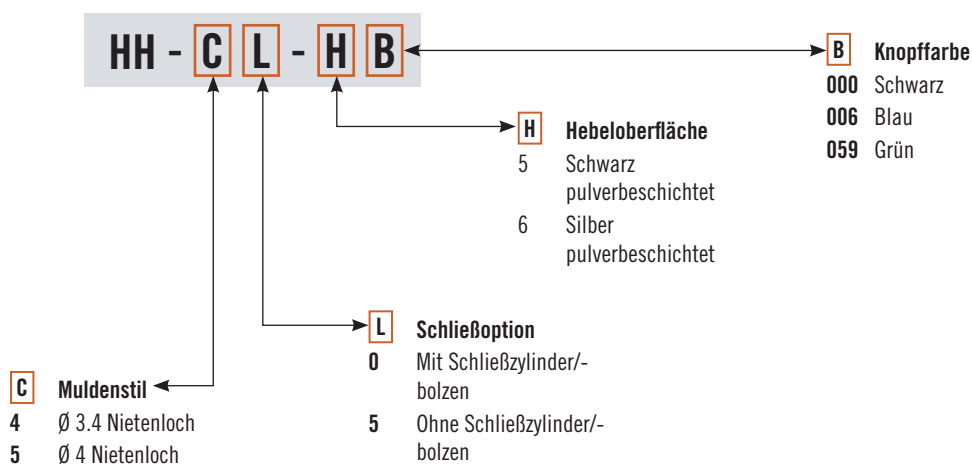 HH - C L - H B
B Knopffarbe
000 Schwarz
006 Blau
059 Grün
H Hebeloberfläche
5 Schwarz
pulverbeschichtet
6 Silber
pulverbeschichtet
L Schließoption
0 Mit Schließzylinder/-
bolzen
5 Ohne Schließzylinder/-
bolzen
C Muldenstil
4 Ø 3.4 Nietenloch
5 Ø 4 Nietenloch